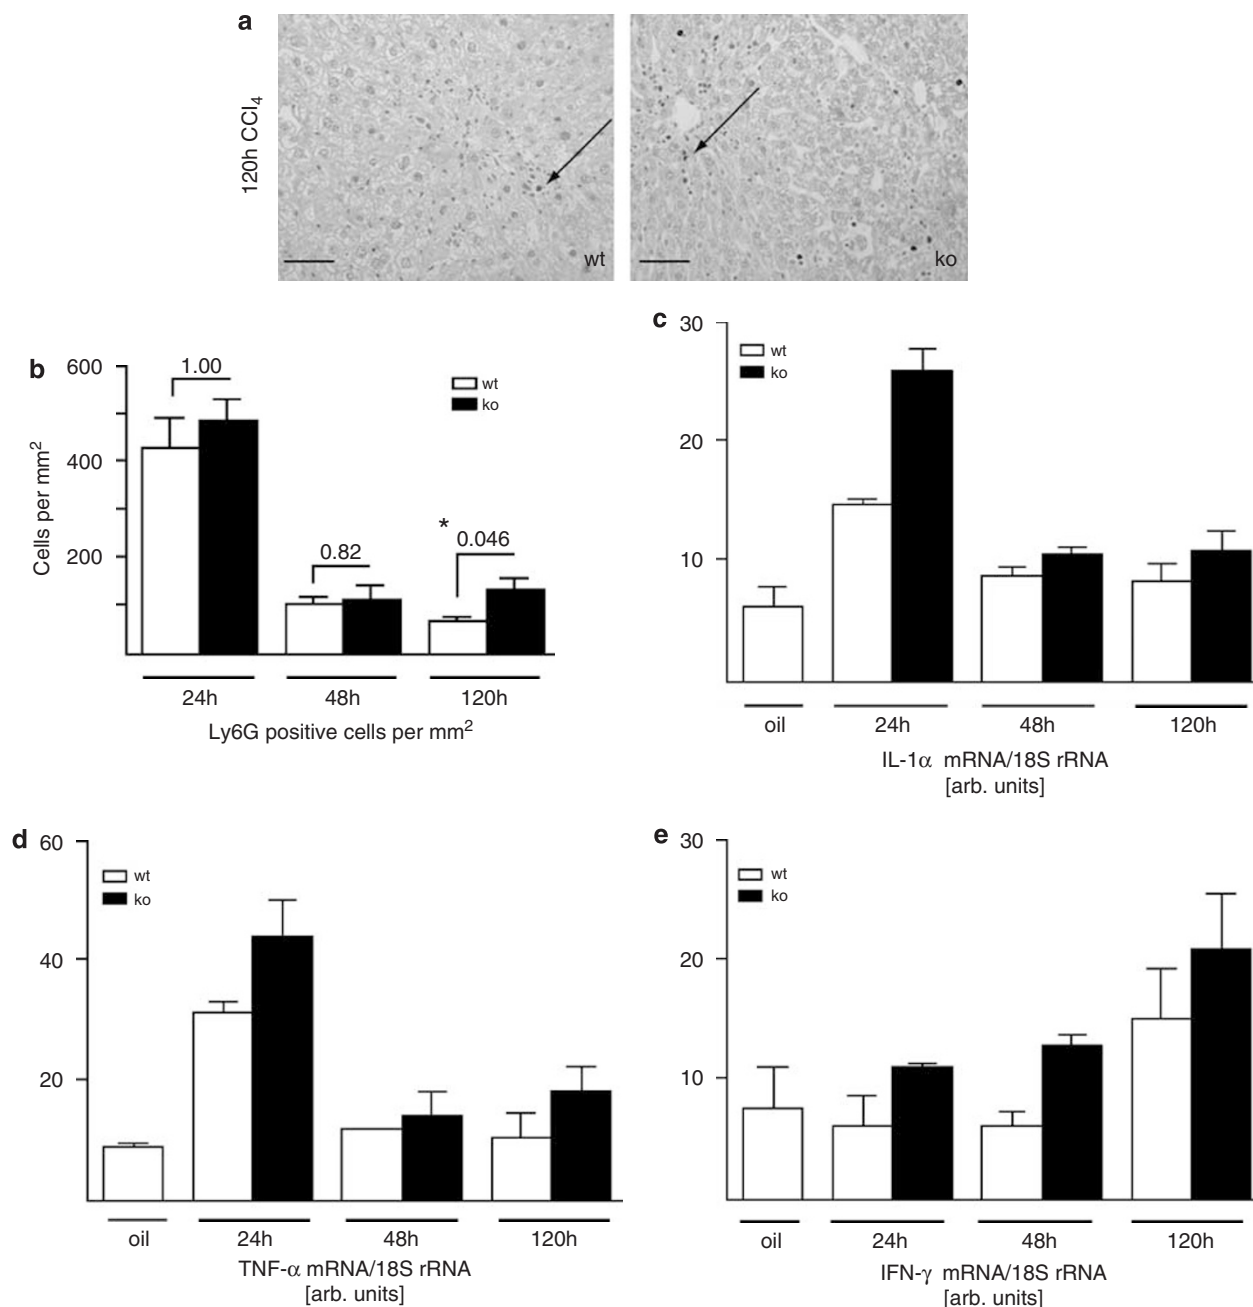 a
120h CCl4
wt
ko
b
600
400
200
Cells per mm2
1.00
0.82
*
0.046
wt
ko
24h
48h
120h
Ly6G positive cells per mm2
c
30
20
10
wt
ko
oil
24h
48h
120h
IL-1α mRNA/18S rRNA
[arb. units]
d
60
40
20
wt
ko
oil
24h
48h
120h
TNF-α mRNA/18S rRNA
[arb. units]
e
30
20
10
wt
ko
oil
24h
48h
120h
IFN-γ mRNA/18S rRNA
[arb. units]